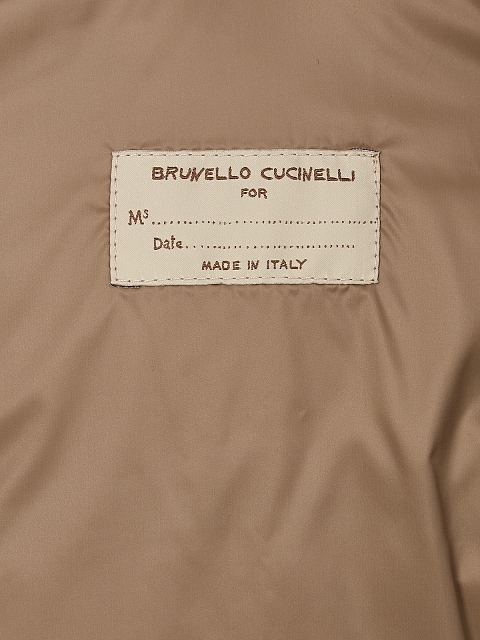 BRUNELLO CUCINELLI
FOR
Ms....................................................
Date........................................
MADE IN ITALY